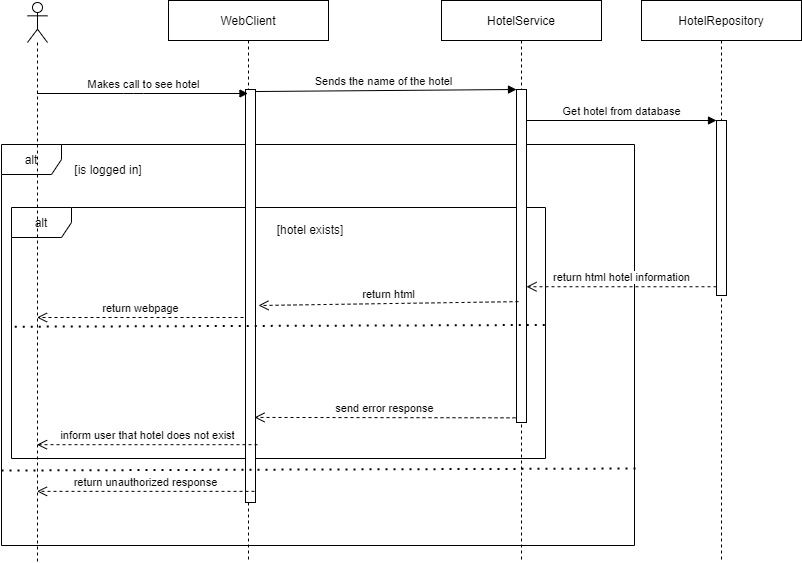 WebClient
HotelService
HotelRepository
Makes call to see hotel
Sends the name of the hotel
Get hotel from database
alt
[is logged in]
alt
[hotel exists]
return html hotel information
return html
return webpage
send error response
inform user that hotel does not exist
return unauthorized response